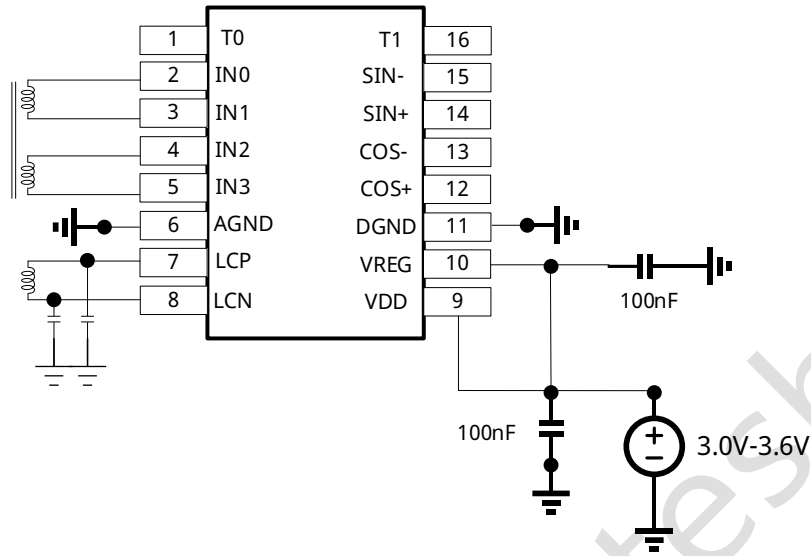 1 T0 T1 16
2 IN0 SIN- 15
3 IN1 SIN+ 14
4 IN2 COS- 13
5 IN3 COS+ 12
6 AGND DGND 11
7 LCP VREG 10
8 LCN VDD 9
100nF
100nF
+
−
3.0V-3.6V